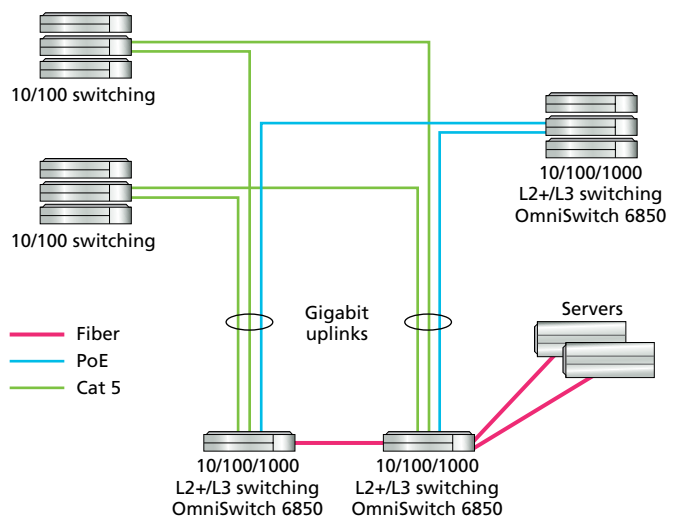 10/100 switching
10/100/1000
L2+/L3 switching
OmniSwitch 6850
10/100 switching
Gigabit
uplinks
Servers
Fiber
PoE
Cat 5
10/100/1000
L2+/L3 switching
OmniSwitch 6850
10/100/1000
L2+/L3 switching
OmniSwitch 6850